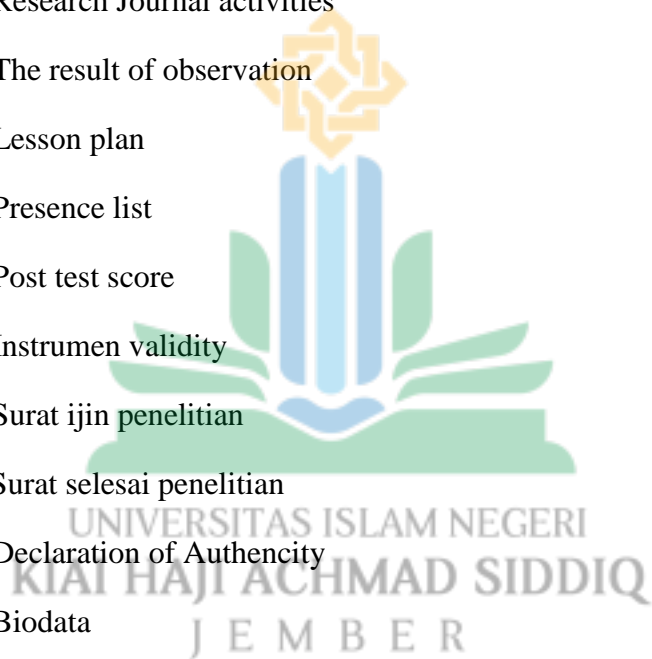 Research Journal activities
The result of observation
Lesson plan
Presence list
Post test score
Instrumen validity
Surat ijin penelitian
Surat selesai penelitian
UNIVERSITAS ISLAM NEGERI
Declaration of Authencity
KIAI HAJI ACHMAD SIDDIQ
Biodata
JEMBER